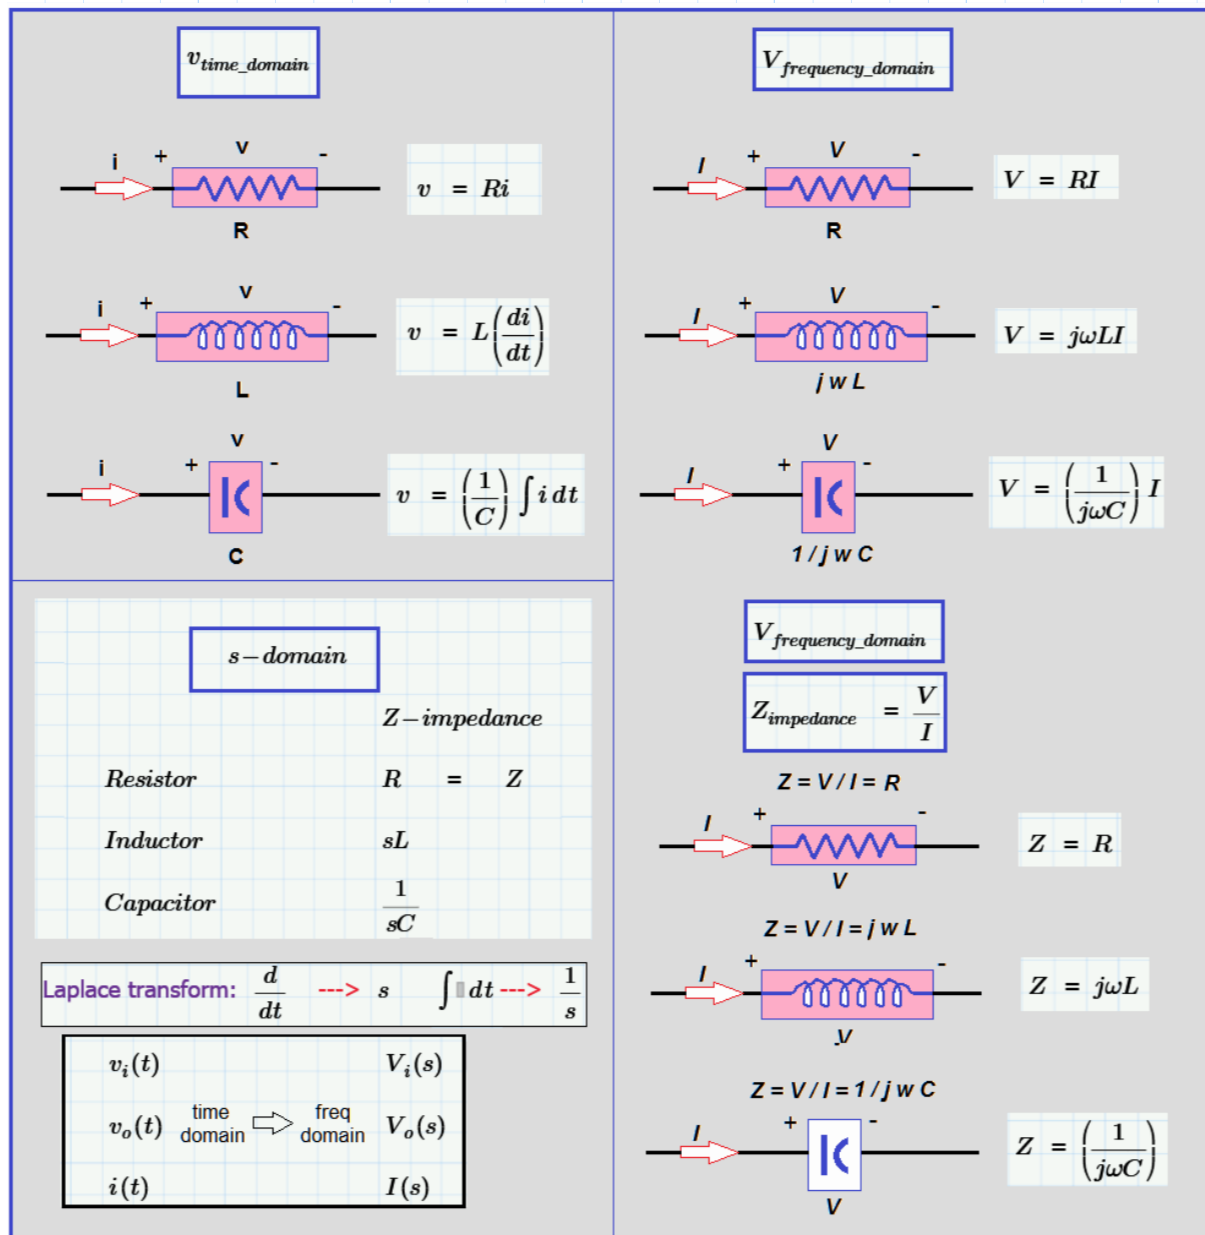 v_time_domain
i + v -
R
v = Ri
i + v -
L
v = L(di/dt)
i + v -
C
v = (1/C) ∫ i dt
V_frequency_domain
I + V -
R
V = RI
I + V -
j w L
V = jωLI
I + V -
1 / j w C
V = (1/jωC) I
s-domain
Z-impedance
Resistor R = Z
Inductor sL
Capacitor 1/sC
Laplace transform: d/dt ---> s ∫▯dt ---> 1/s
v_i(t) V_i(s)
v_o(t) time domain freq domain V_o(s)
i(t) I(s)
V_frequency_domain
Z_impedance = V/I
Z = V / I = R
I + -
V
Z = R
Z = V / I = j w L
I + -
V
Z = jωL
Z = V / I = 1 / j w C
I + -
V
Z = (1/jωC)